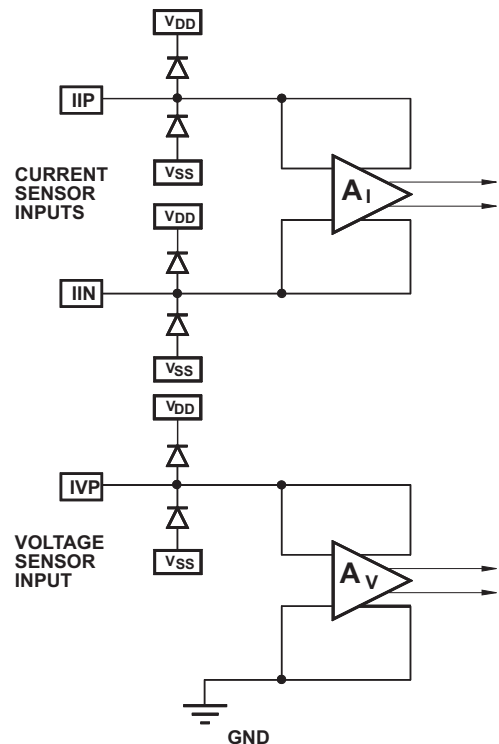 VDD
IIP
CURRENT
SENSOR
INPUTS
VSS
VDD
AI
IIN
VSS
VDD
IVP
VOLTAGE
SENSOR
INPUT
VSS
AV
GND